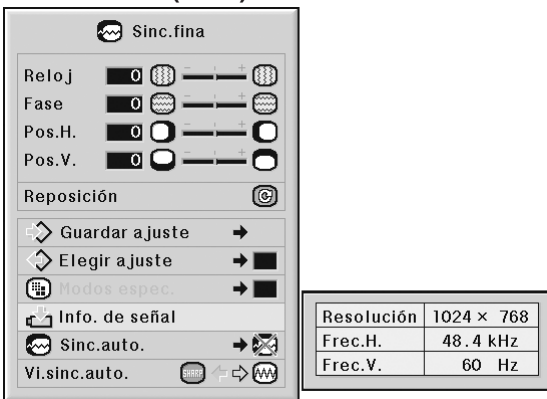 Sinc.fina
Reloj 0 - +
Fase 0 - +
Pos.H. 0 - +
Pos.V. 0 - +
Reposición
Guardar ajuste
Elegir ajuste
Modos espec.
Info. de señal
Sinc.auto.
Vi.sinc.auto. SHARP
Resolución 1024 × 768
Frec.H. 48.4 kHz
Frec.V. 60 Hz